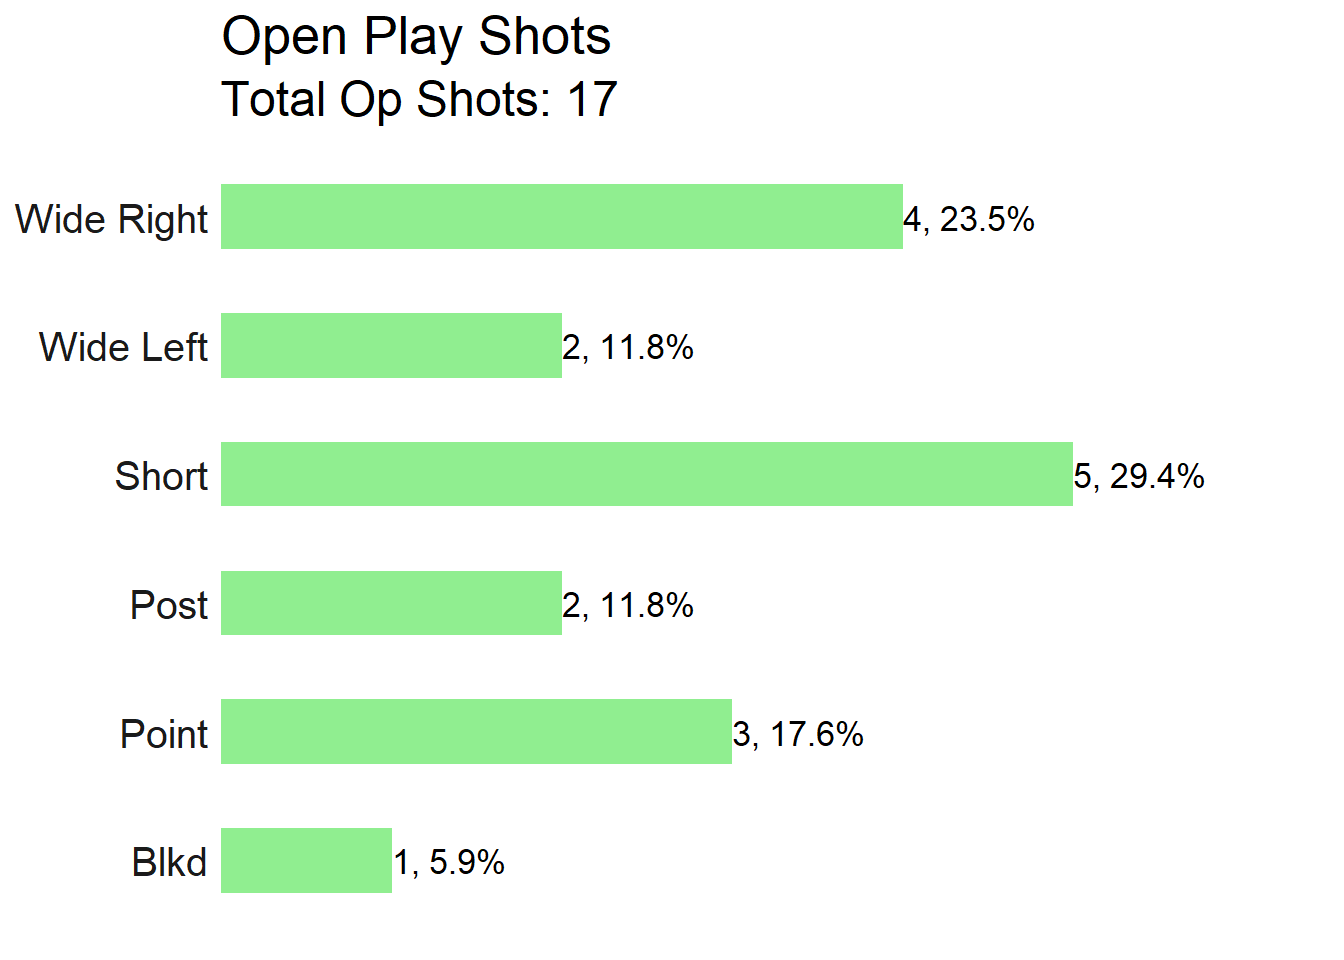 Open Play Shots
Total Op Shots: 17
Wide Right 4, 23.5%
Wide Left 2, 11.8%
Short 5, 29.4%
Post 2, 11.8%
Point 3, 17.6%
Blkd 1, 5.9%